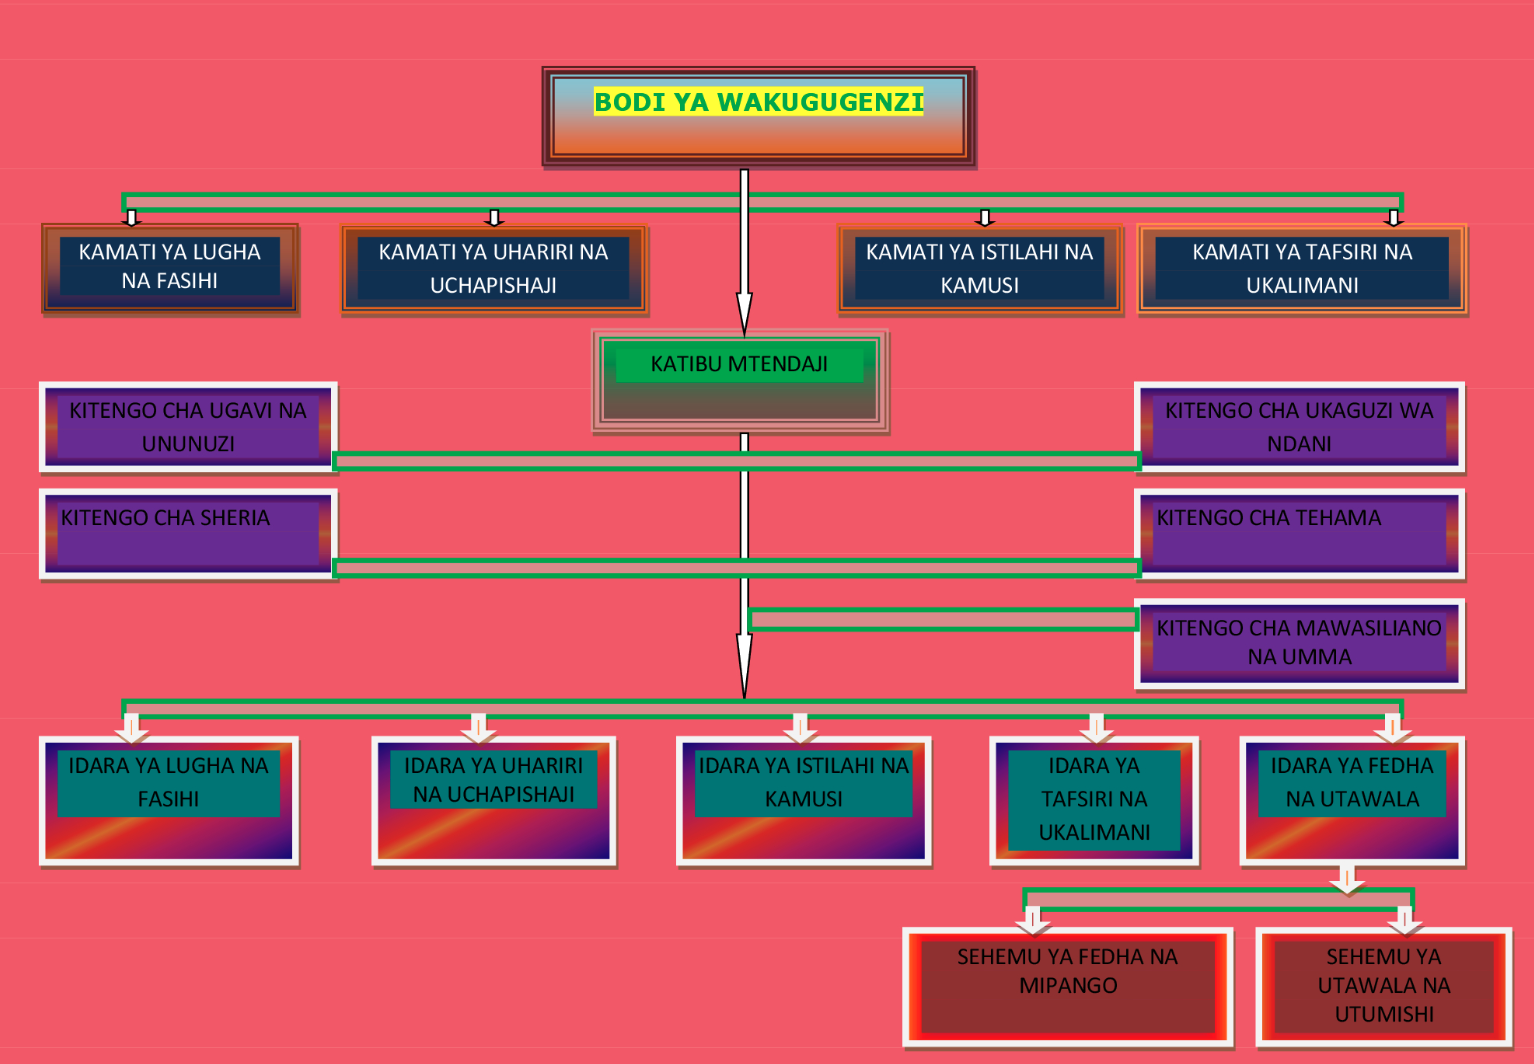 BODI YA WAKUGUGENZI
KAMATI YA LUGHA
NA FASIHI
KAMATI YA UHARIRI NA
UCHAPISHAJI
KAMATI YA ISTILAHI NA
KAMUSI
KAMATI YA TAFSIRI NA
UKALIMANI
KATIBU MTENDAJI
KITENGO CHA UGAVI NA
UNUNUZI
KITENGO CHA UKAGUZI WA
NDANI
KITENGO CHA SHERIA
KITENGO CHA TEHAMA
KITENGO CHA MAWASILIANO
NA UMMA
IDARA YA LUGHA NA
FASIHI
IDARA YA UHARIRI
NA UCHAPISHAJI
IDARA YA ISTILAHI NA
KAMUSI
IDARA YA
TAFSIRI NA
UKALIMANI
IDARA YA FEDHA
NA UTAWALA
SEHEMU YA FEDHA NA
MIPANGO
SEHEMU YA
UTAWALA NA
UTUMISHI